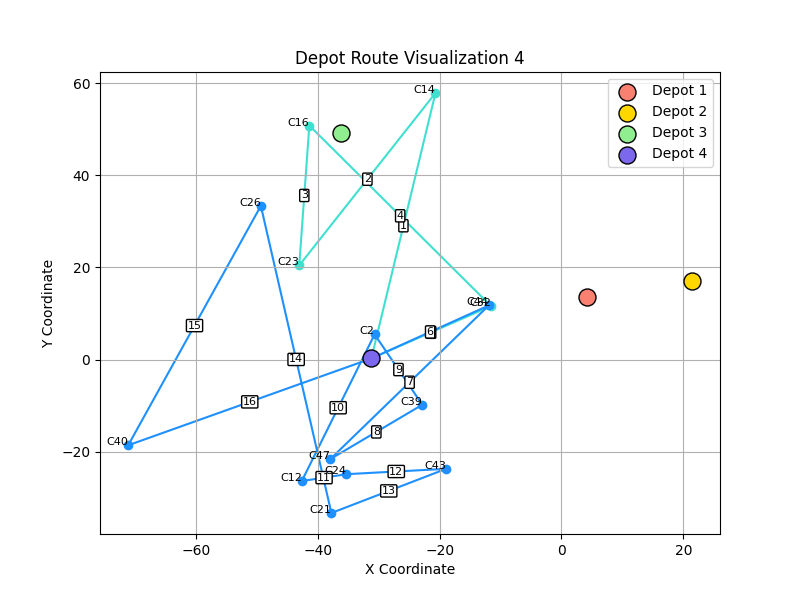 Depot Route Visualization 4
Depot 1
Depot 2
Depot 3
Depot 4
Y Coordinate
60
40
20
0
−20
−60
−40
−20
0
20
X Coordinate
C14
C16
C26
C23
C2
C39
C40
C47
C43
C24
C12
C21
1
2
3
4
6
7
8
9
10
11
12
13
14
15
16